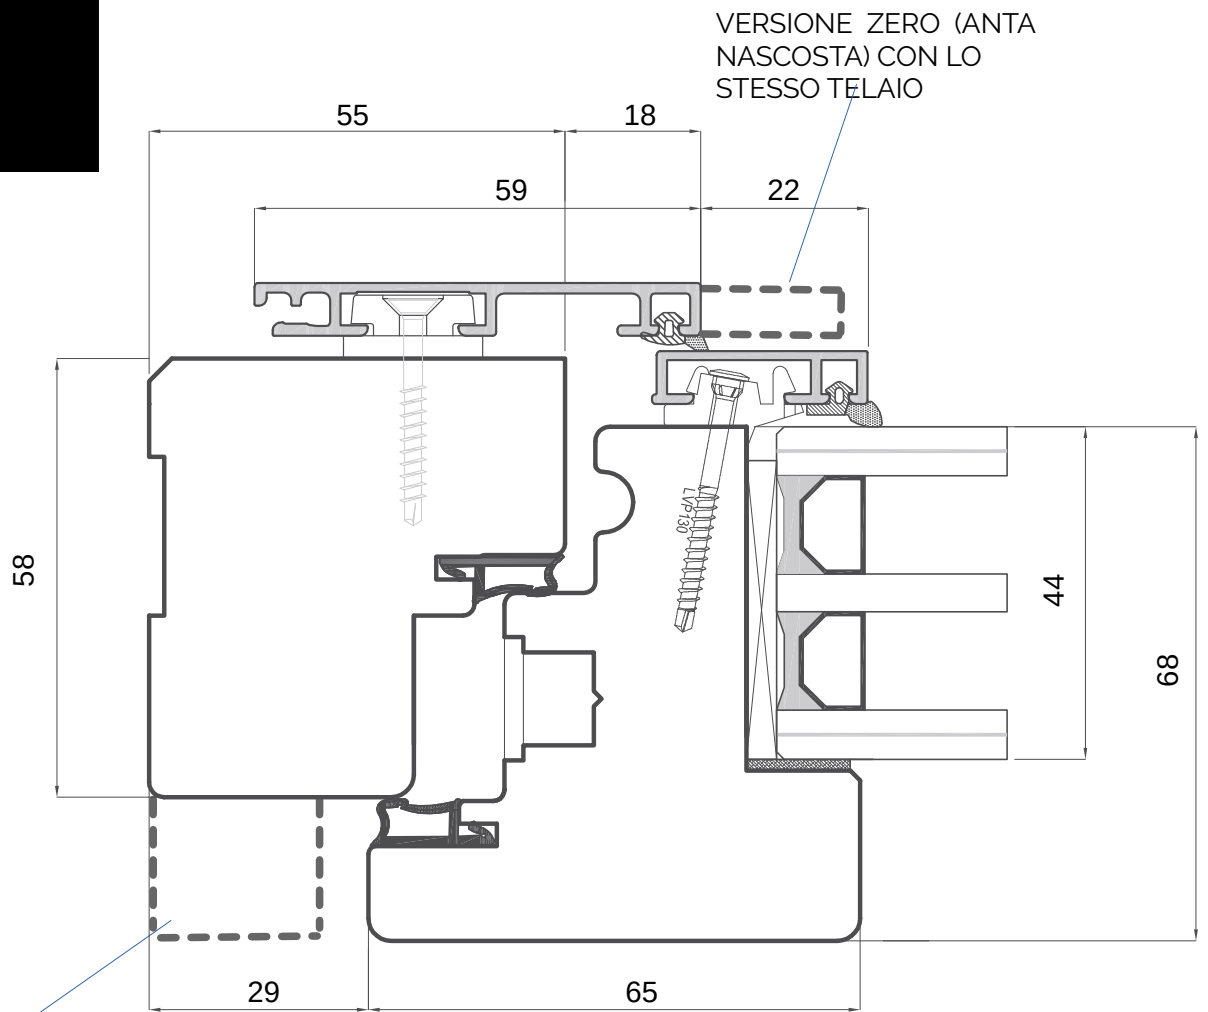 VERSIONE ZERO (ANTA
NASCOSTA) CON LO
STESSO TELAIO
55
18
59
22
LVP130
58
44
68
29
65